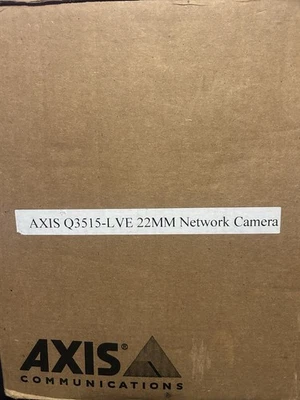 AXIS Q3515-LVE 22MM Network Camera
AXIS®
COMMUNICATIONS